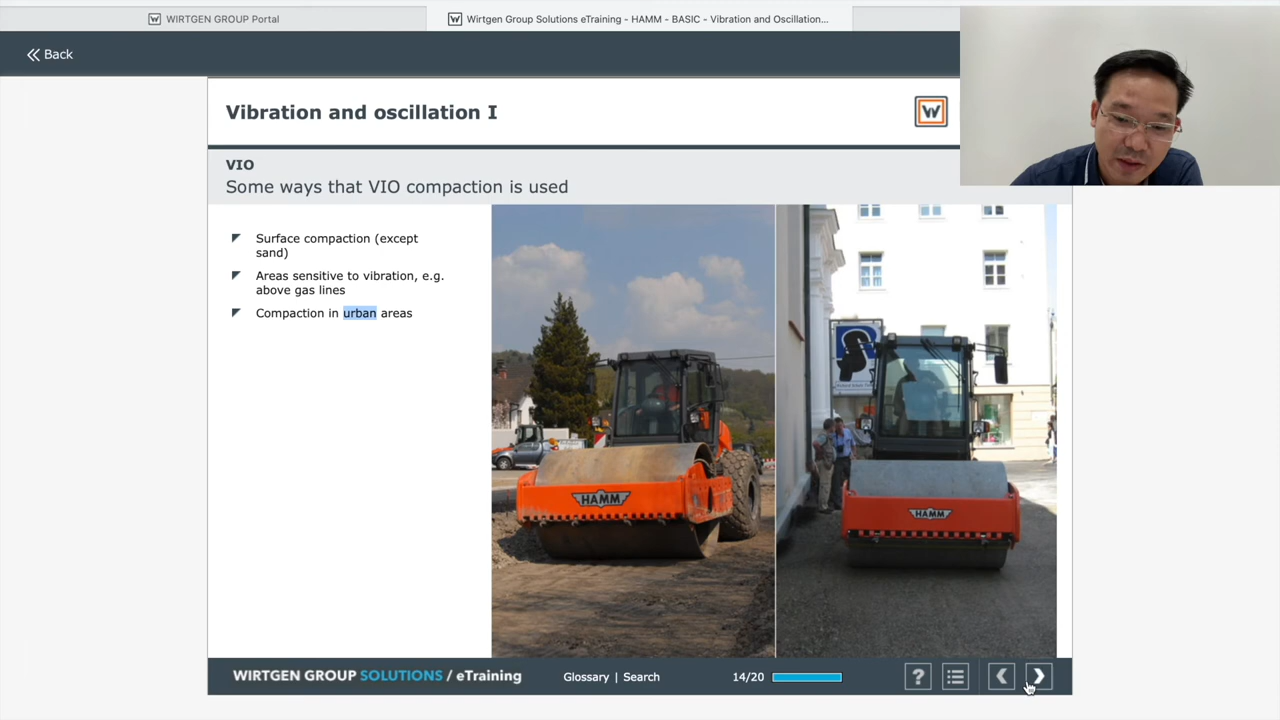 WIRTGEN GROUP Portal
Wirtgen Group Solutions eTraining - HAMM - BASIC - Vibration and Oscillation...
Back
Vibration and oscillation I
W
VIO
Some ways that VIO compaction is used
Surface compaction (except
sand)
Areas sensitive to vibration, e.g.
above gas lines
Compaction in urban areas
HAMM
HAMM
WIRTGEN GROUP SOLUTIONS / eTraining
Glossary | Search
14/20
?